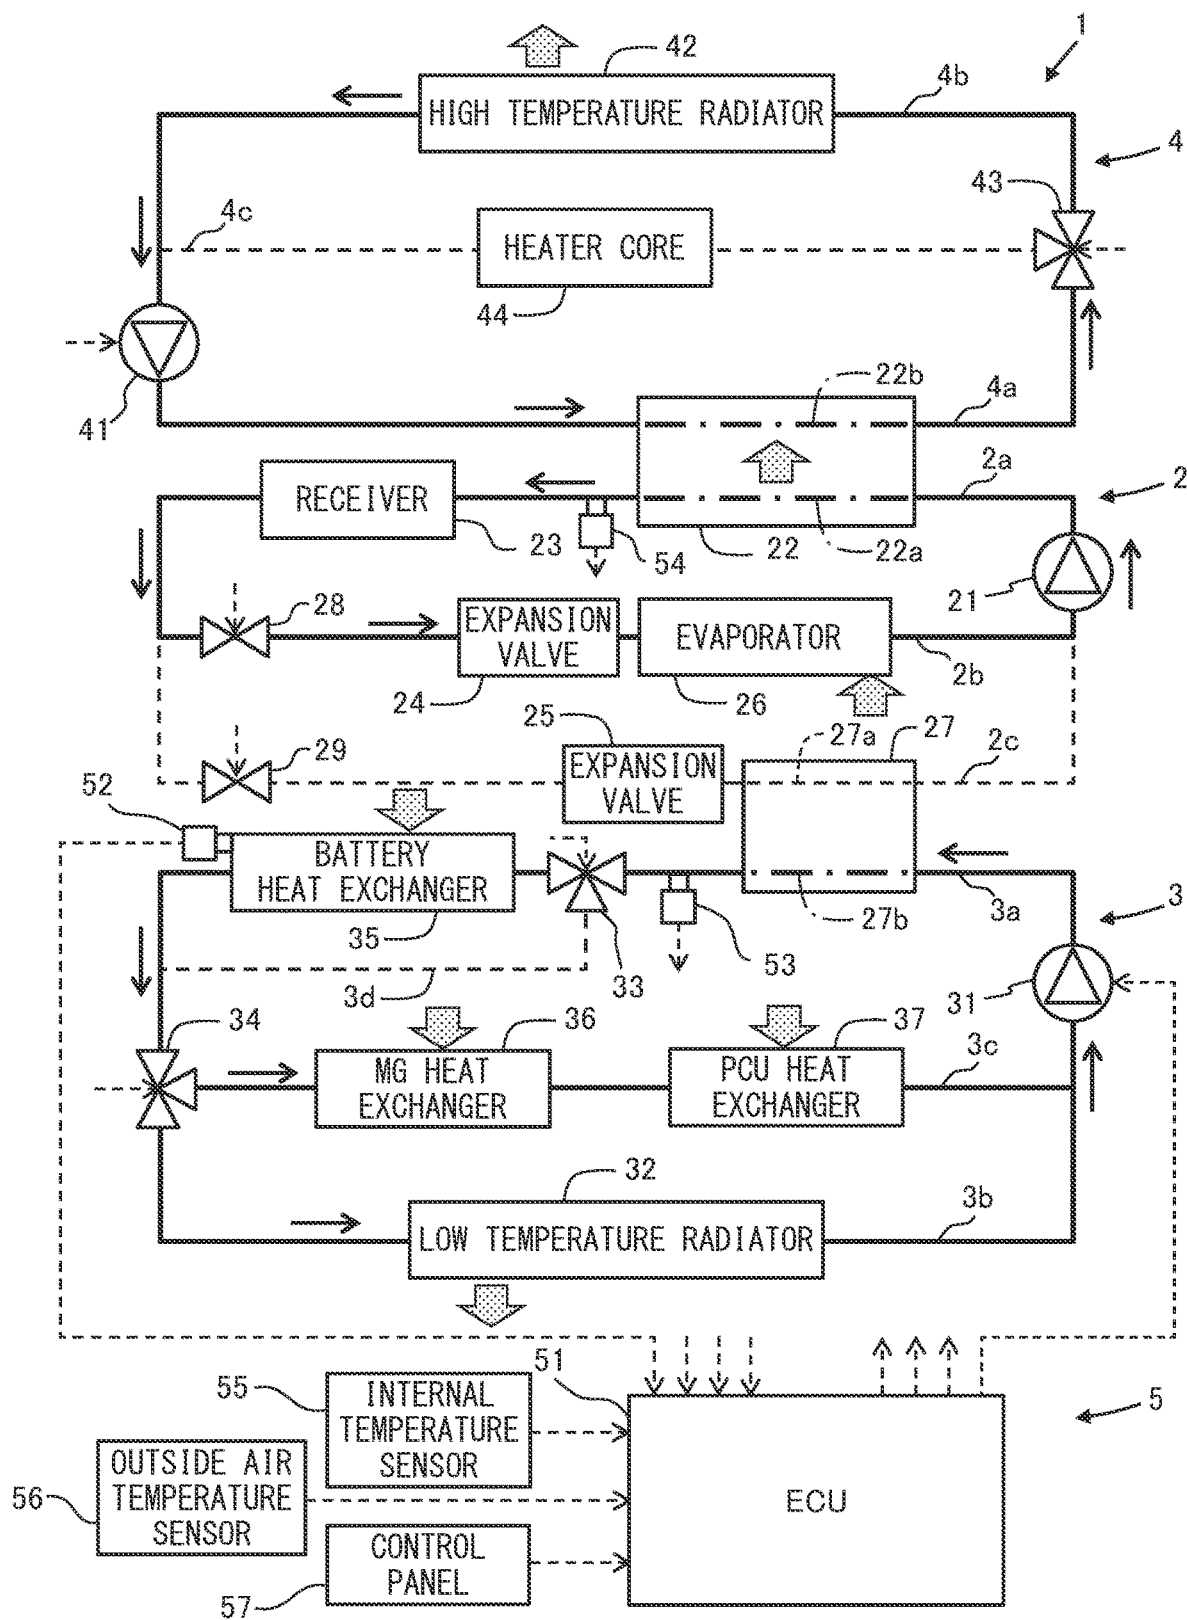 1
42
HIGH TEMPERATURE RADIATOR
4b
4
43
4c
HEATER CORE
44
41
22b
4a
2a
2
RECEIVER
23
54
22
22a
21
28
EXPANSION
VALVE
EVAPORATOR
24
26
2b
25
27a
27
2c
29
EXPANSION
VALVE
52
BATTERY
HEAT EXCHANGER
35
27b
3a
3
53
33
3d
31
34
36
37
MG HEAT
EXCHANGER
PCU HEAT
EXCHANGER
3c
32
LOW TEMPERATURE RADIATOR
3b
51
5
55
INTERNAL
TEMPERATURE
SENSOR
56
OUTSIDE AIR
TEMPERATURE
SENSOR
ECU
CONTROL
PANEL
57